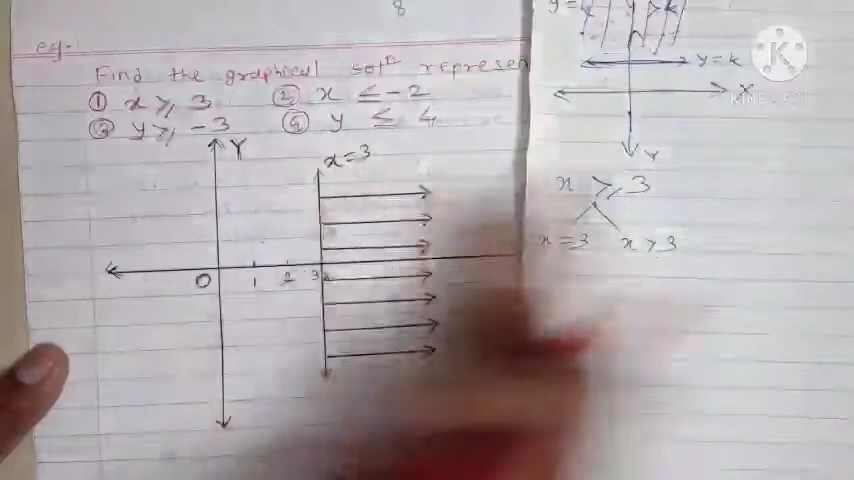 8
eg.
Find the graphical solⁿ represen
① x ≥ 3 ② x ≤ -2
③ y ≥ -3 ④ y ≤ 4
Y
x = 3
O 1 2 3
y = k
X
Y
x ≥ 3
x = 3 x > 3